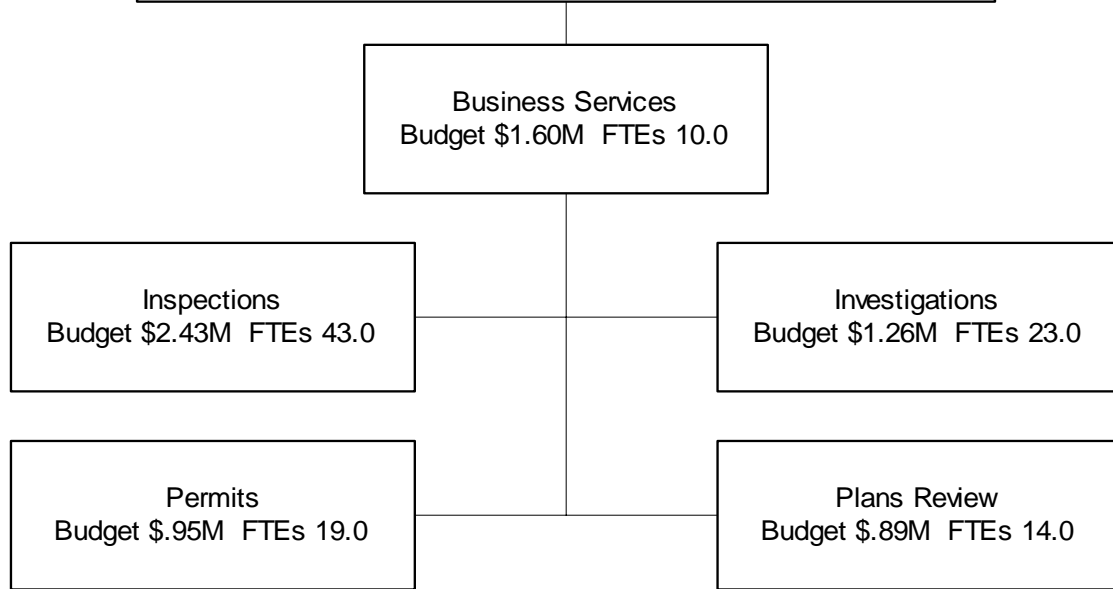 Business Services
Budget $1.60M FTEs 10.0
Inspections
Budget $2.43M FTEs 43.0
Investigations
Budget $1.26M FTEs 23.0
Permits
Budget $.95M FTEs 19.0
Plans Review
Budget $.89M FTEs 14.0